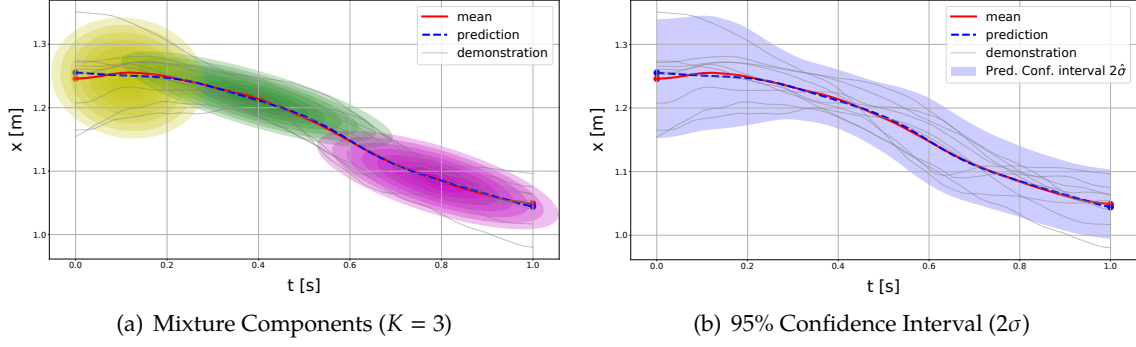 mean
prediction
demonstration
1.3
1.2
1.1
1.0
x [m]
0.0 0.2 0.4 0.6 0.8 1.0
t [s]
(a) Mixture Components (K = 3)
mean
prediction
demonstration
Pred. Conf. interval 2σ̂
1.3
1.2
1.1
1.0
x [m]
0.0 0.2 0.4 0.6 0.8 1.0
t [s]
(b) 95% Confidence Interval (2σ)